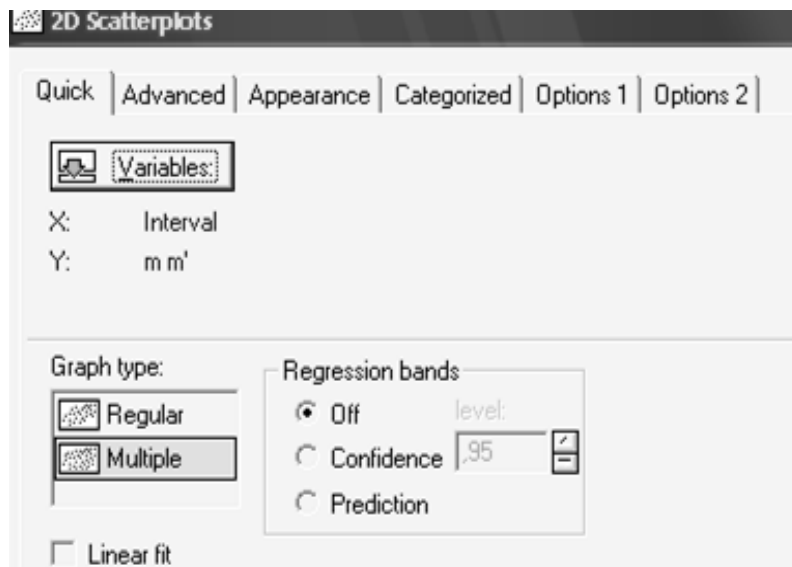 2D Scatterplots
Quick Advanced Appearance Categorized Options 1 Options 2
Variables:
X: Interval
Y: m m'
Graph type:
Regular
Multiple
Regression bands
Off level:
Confidence ,95
Prediction
Linear fit